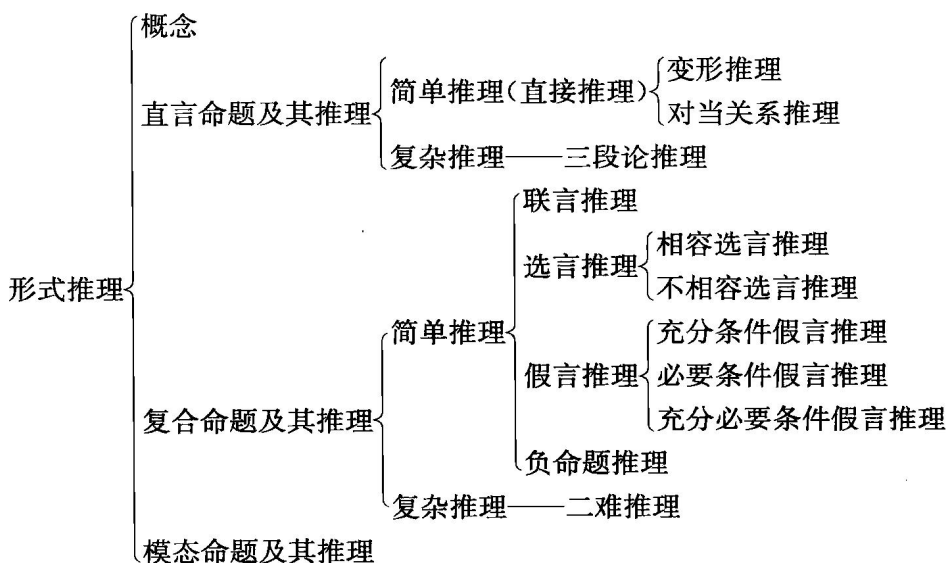 概念
变形推理
简单推理(直接推理)
对当关系推理
直言命题及其推理
复杂推理——三段论推理
联言推理
相容选言推理
选言推理
不相容选言推理
形式推理
简单推理
充分条件假言推理
假言推理
必要条件假言推理
充分必要条件假言推理
复合命题及其推理
负命题推理
复杂推理——二难推理
模态命题及其推理